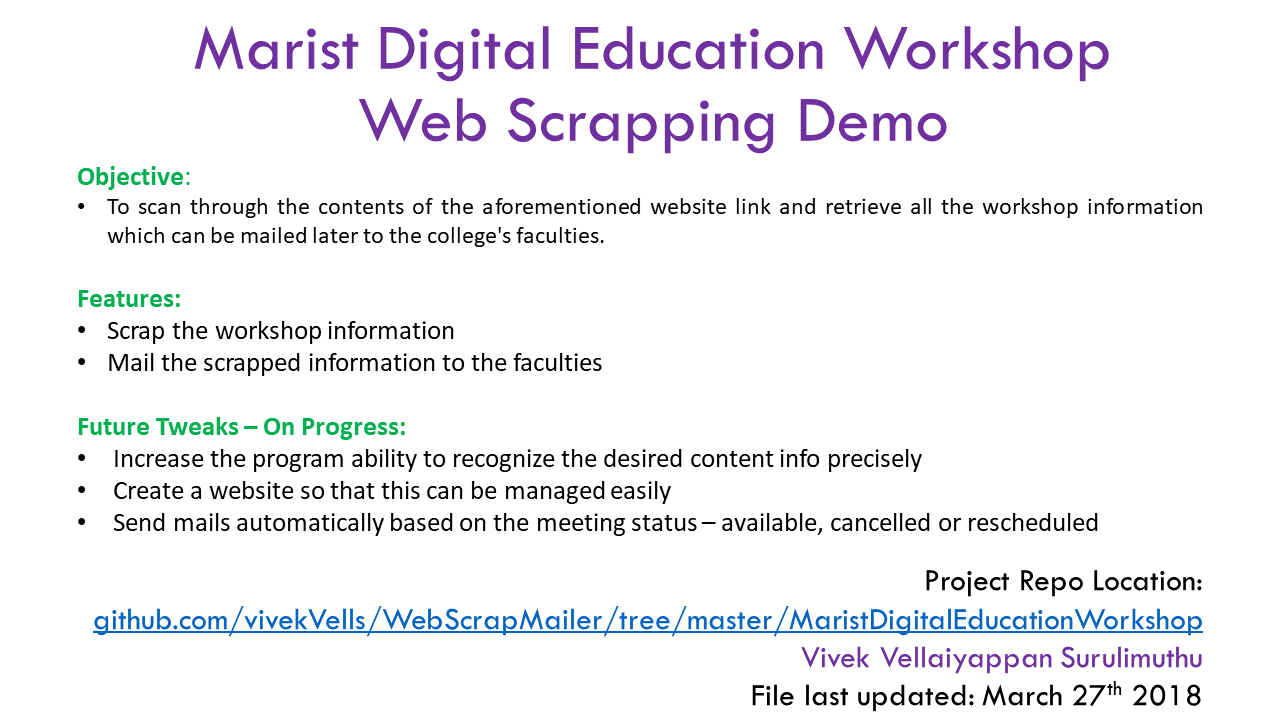 Marist Digital Education Workshop
Web Scrapping Demo
Objective:
• To scan through the contents of the aforementioned website link and retrieve all the workshop information
which can be mailed later to the college's faculties.
Features:
• Scrap the workshop information
• Mail the scrapped information to the faculties
Future Tweaks – On Progress:
• Increase the program ability to recognize the desired content info precisely
• Create a website so that this can be managed easily
• Send mails automatically based on the meeting status – available, cancelled or rescheduled
Project Repo Location:
github.com/vivekVells/WebScrapMailer/tree/master/MaristDigitalEducationWorkshop
Vivek Vellaiyappan Surulimuthu
File last updated: March 27th 2018